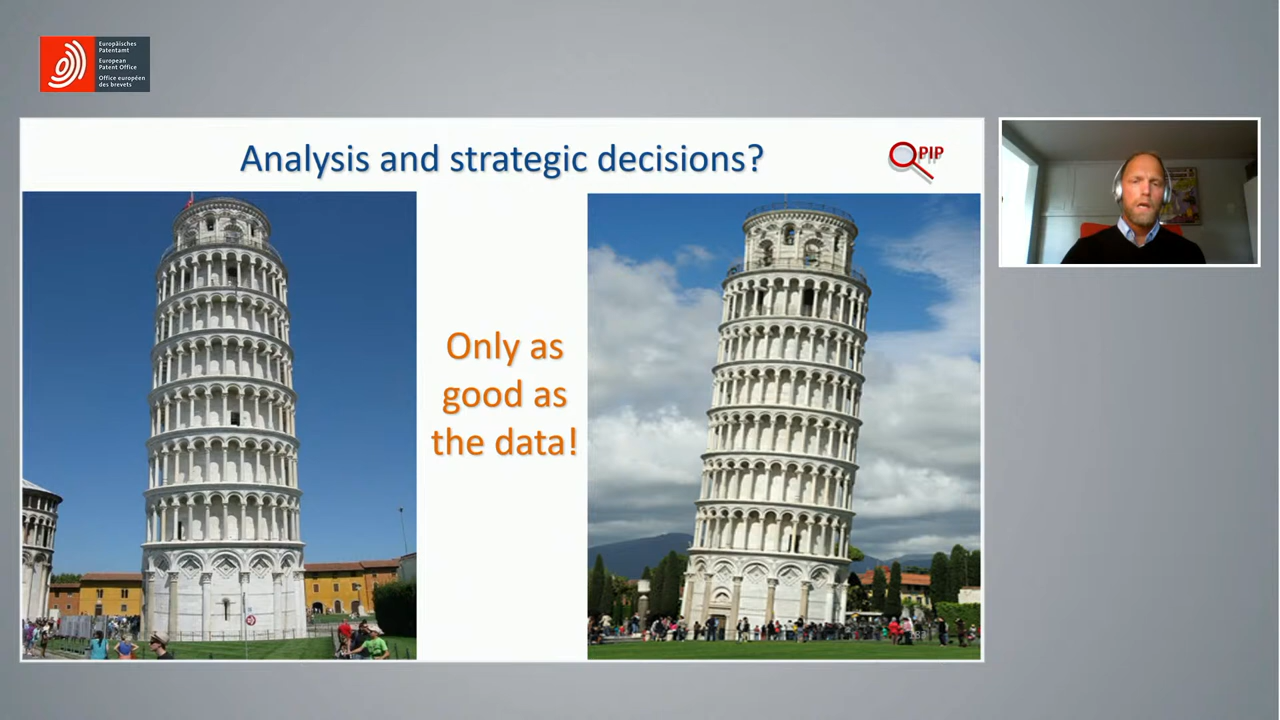 Europäisches
Patentamt
European
Patent Office
Office européen
des brevets
Analysis and strategic decisions?
PIP
Only as
good as
the data!